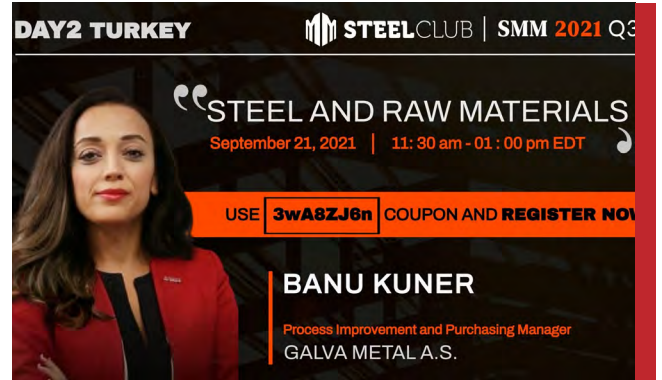 DAY2 TURKEY
STEELCLUB | SMM 2021 Q3
STEEL AND RAW MATERIALS
September 21, 2021 | 11: 30 am - 01 : 00 pm EDT
USE 3wA8ZJ6n COUPON AND REGISTER NOW
BANU KUNER
Process Improvement and Purchasing Manager
GALVA METAL A.S.